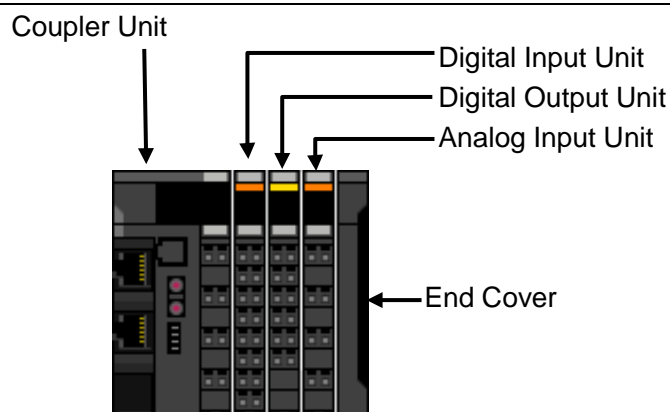 Coupler Unit
Digital Input Unit
Digital Output Unit
Analog Input Unit
End Cover